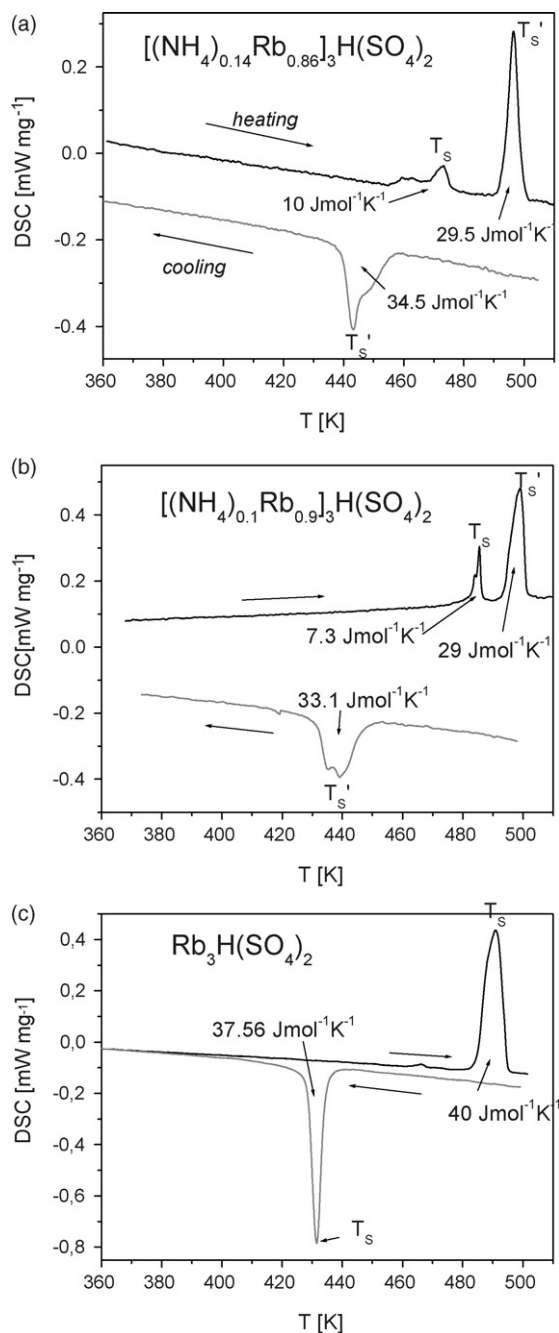 (a)
[(NH₄)₀.₁₄Rb₀.₈₆]₃H(SO₄)₂
Tₛ'
heating
Tₛ
10 Jmol⁻¹K⁻¹
29.5 Jmol⁻¹K⁻¹
cooling
34.5 Jmol⁻¹K⁻¹
Tₛ'
DSC [mW mg⁻¹]
0.2
0.0
-0.2
-0.4
360 380 400 420 440 460 480 500
T [K]
(b)
[(NH₄)₀.₁Rb₀.₉]₃H(SO₄)₂
Tₛ'
Tₛ
7.3 Jmol⁻¹K⁻¹
29 Jmol⁻¹K⁻¹
33.1 Jmol⁻¹K⁻¹
Tₛ'
DSC[mW mg⁻¹]
0.4
0.2
0.0
-0.2
-0.4
360 380 400 420 440 460 480 500
T [K]
(c)
Rb₃H(SO₄)₂
Tₛ
37.56 Jmol⁻¹K⁻¹
40 Jmol⁻¹K⁻¹
Tₛ
DSC [mW mg⁻¹]
0,4
0,2
0,0
-0,2
-0,4
-0,6
-0,8
360 380 400 420 440 460 480 500
T [K]